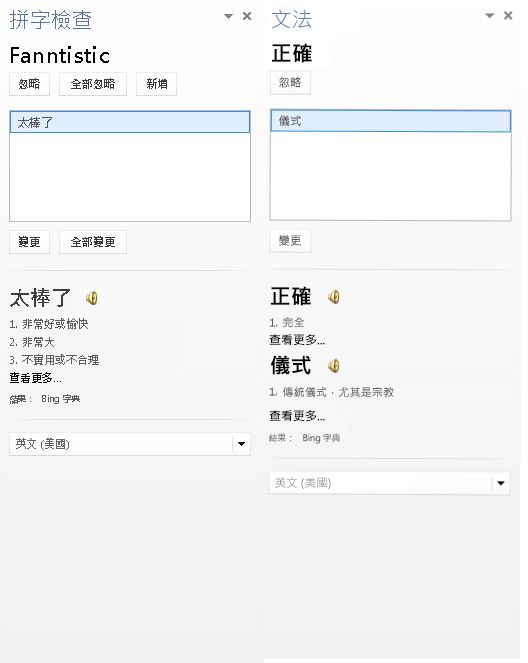 拼字檢查
Fanntistic
忽略
全部忽略
新增
太棒了
變更
全部變更
太棒了
1. 非常好或愉快
2. 非常大
3. 不實用或不合理
查看更多...
結果： Bing 字典
英文 (美國)
文法
正確
忽略
儀式
變更
正確
1. 完全
查看更多...
儀式
1. 傳統儀式，尤其是宗教
查看更多...
結果： Bing 字典
英文 (美國)